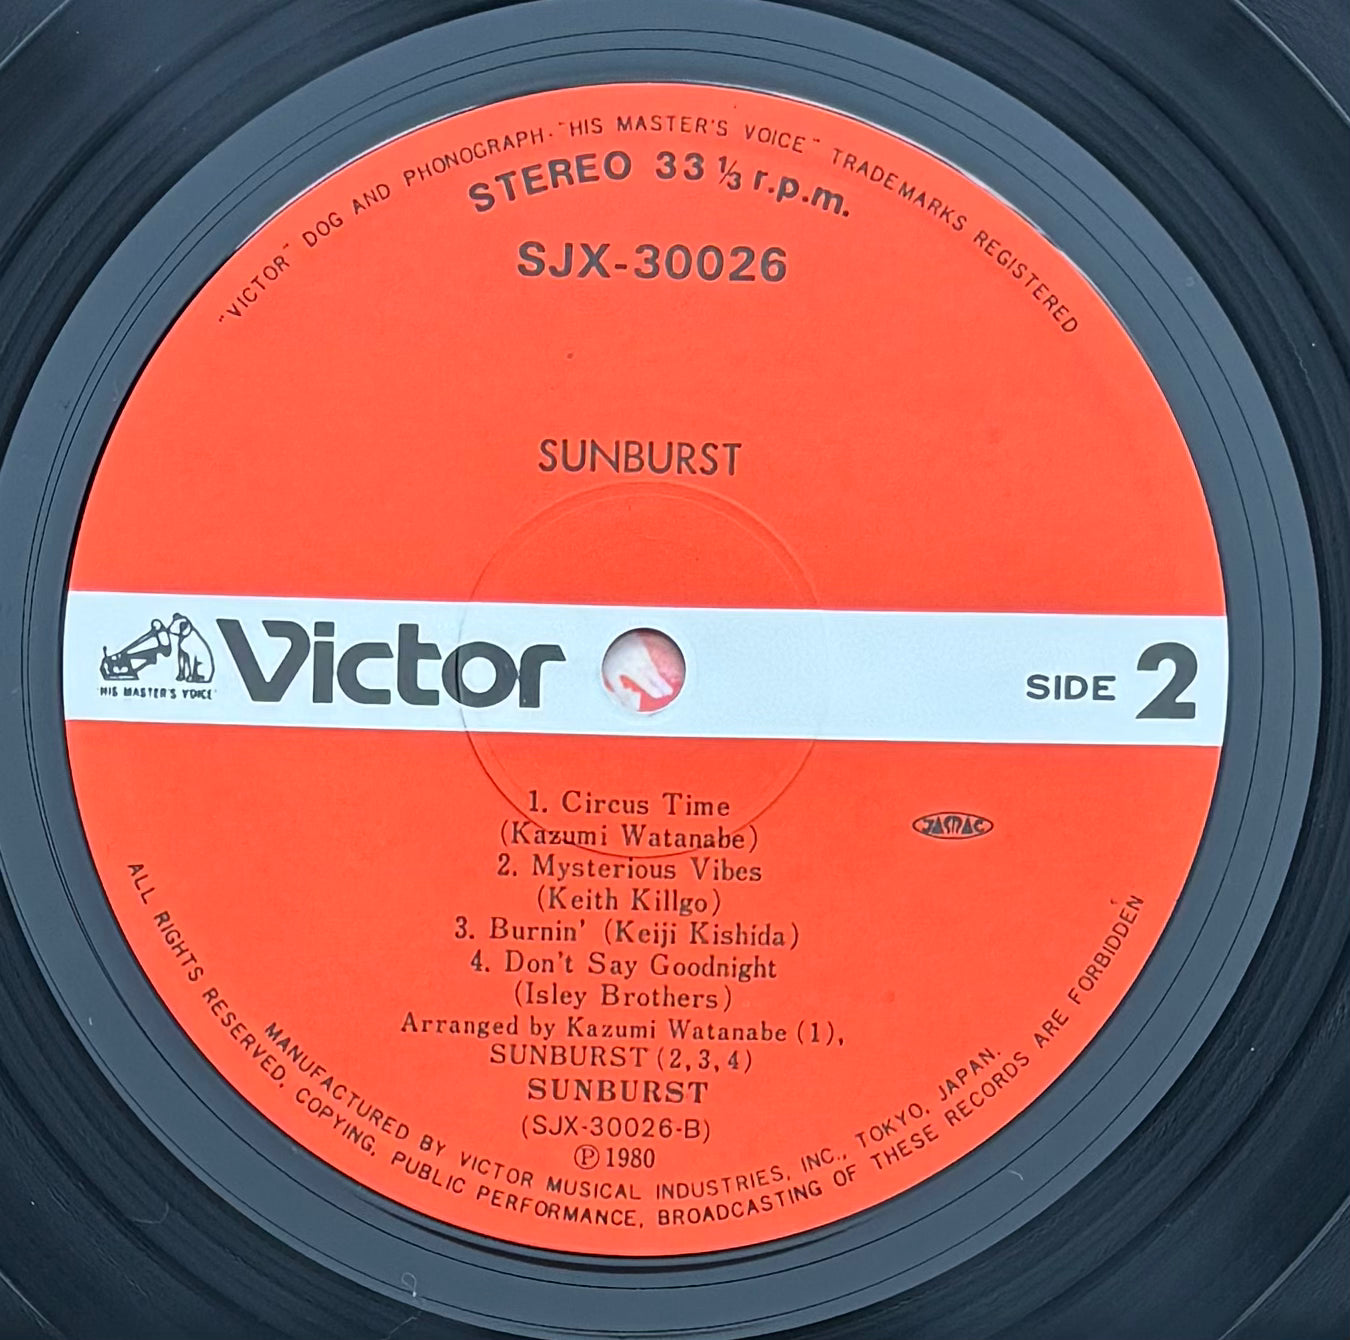 "VICTOR" DOG AND PHONOGRAPH·"HIS MASTER'S VOICE" TRADEMARKS REGISTERED
STEREO 33⅓ r.p.m.
SJX-30026
SUNBURST
"HIS MASTER'S VOICE"
Victor
SIDE 2
1. Circus Time
(Kazumi Watanabe)
JASRAC
2. Mysterious Vibes
(Keith Killgo)
3. Burnin' (Keiji Kishida)
4. Don't Say Goodnight
(Isley Brothers)
Arranged by Kazumi Watanabe (1),
SUNBURST (2,3,4)
SUNBURST
(SJX-30026-B)
Ⓟ1980
MANUFACTURED BY VICTOR MUSICAL INDUSTRIES, INC., TOKYO, JAPAN.
ALL RIGHTS RESERVED, COPYING, PUBLIC PERFORMANCE, BROADCASTING OF THESE RECORDS ARE FORBIDDEN